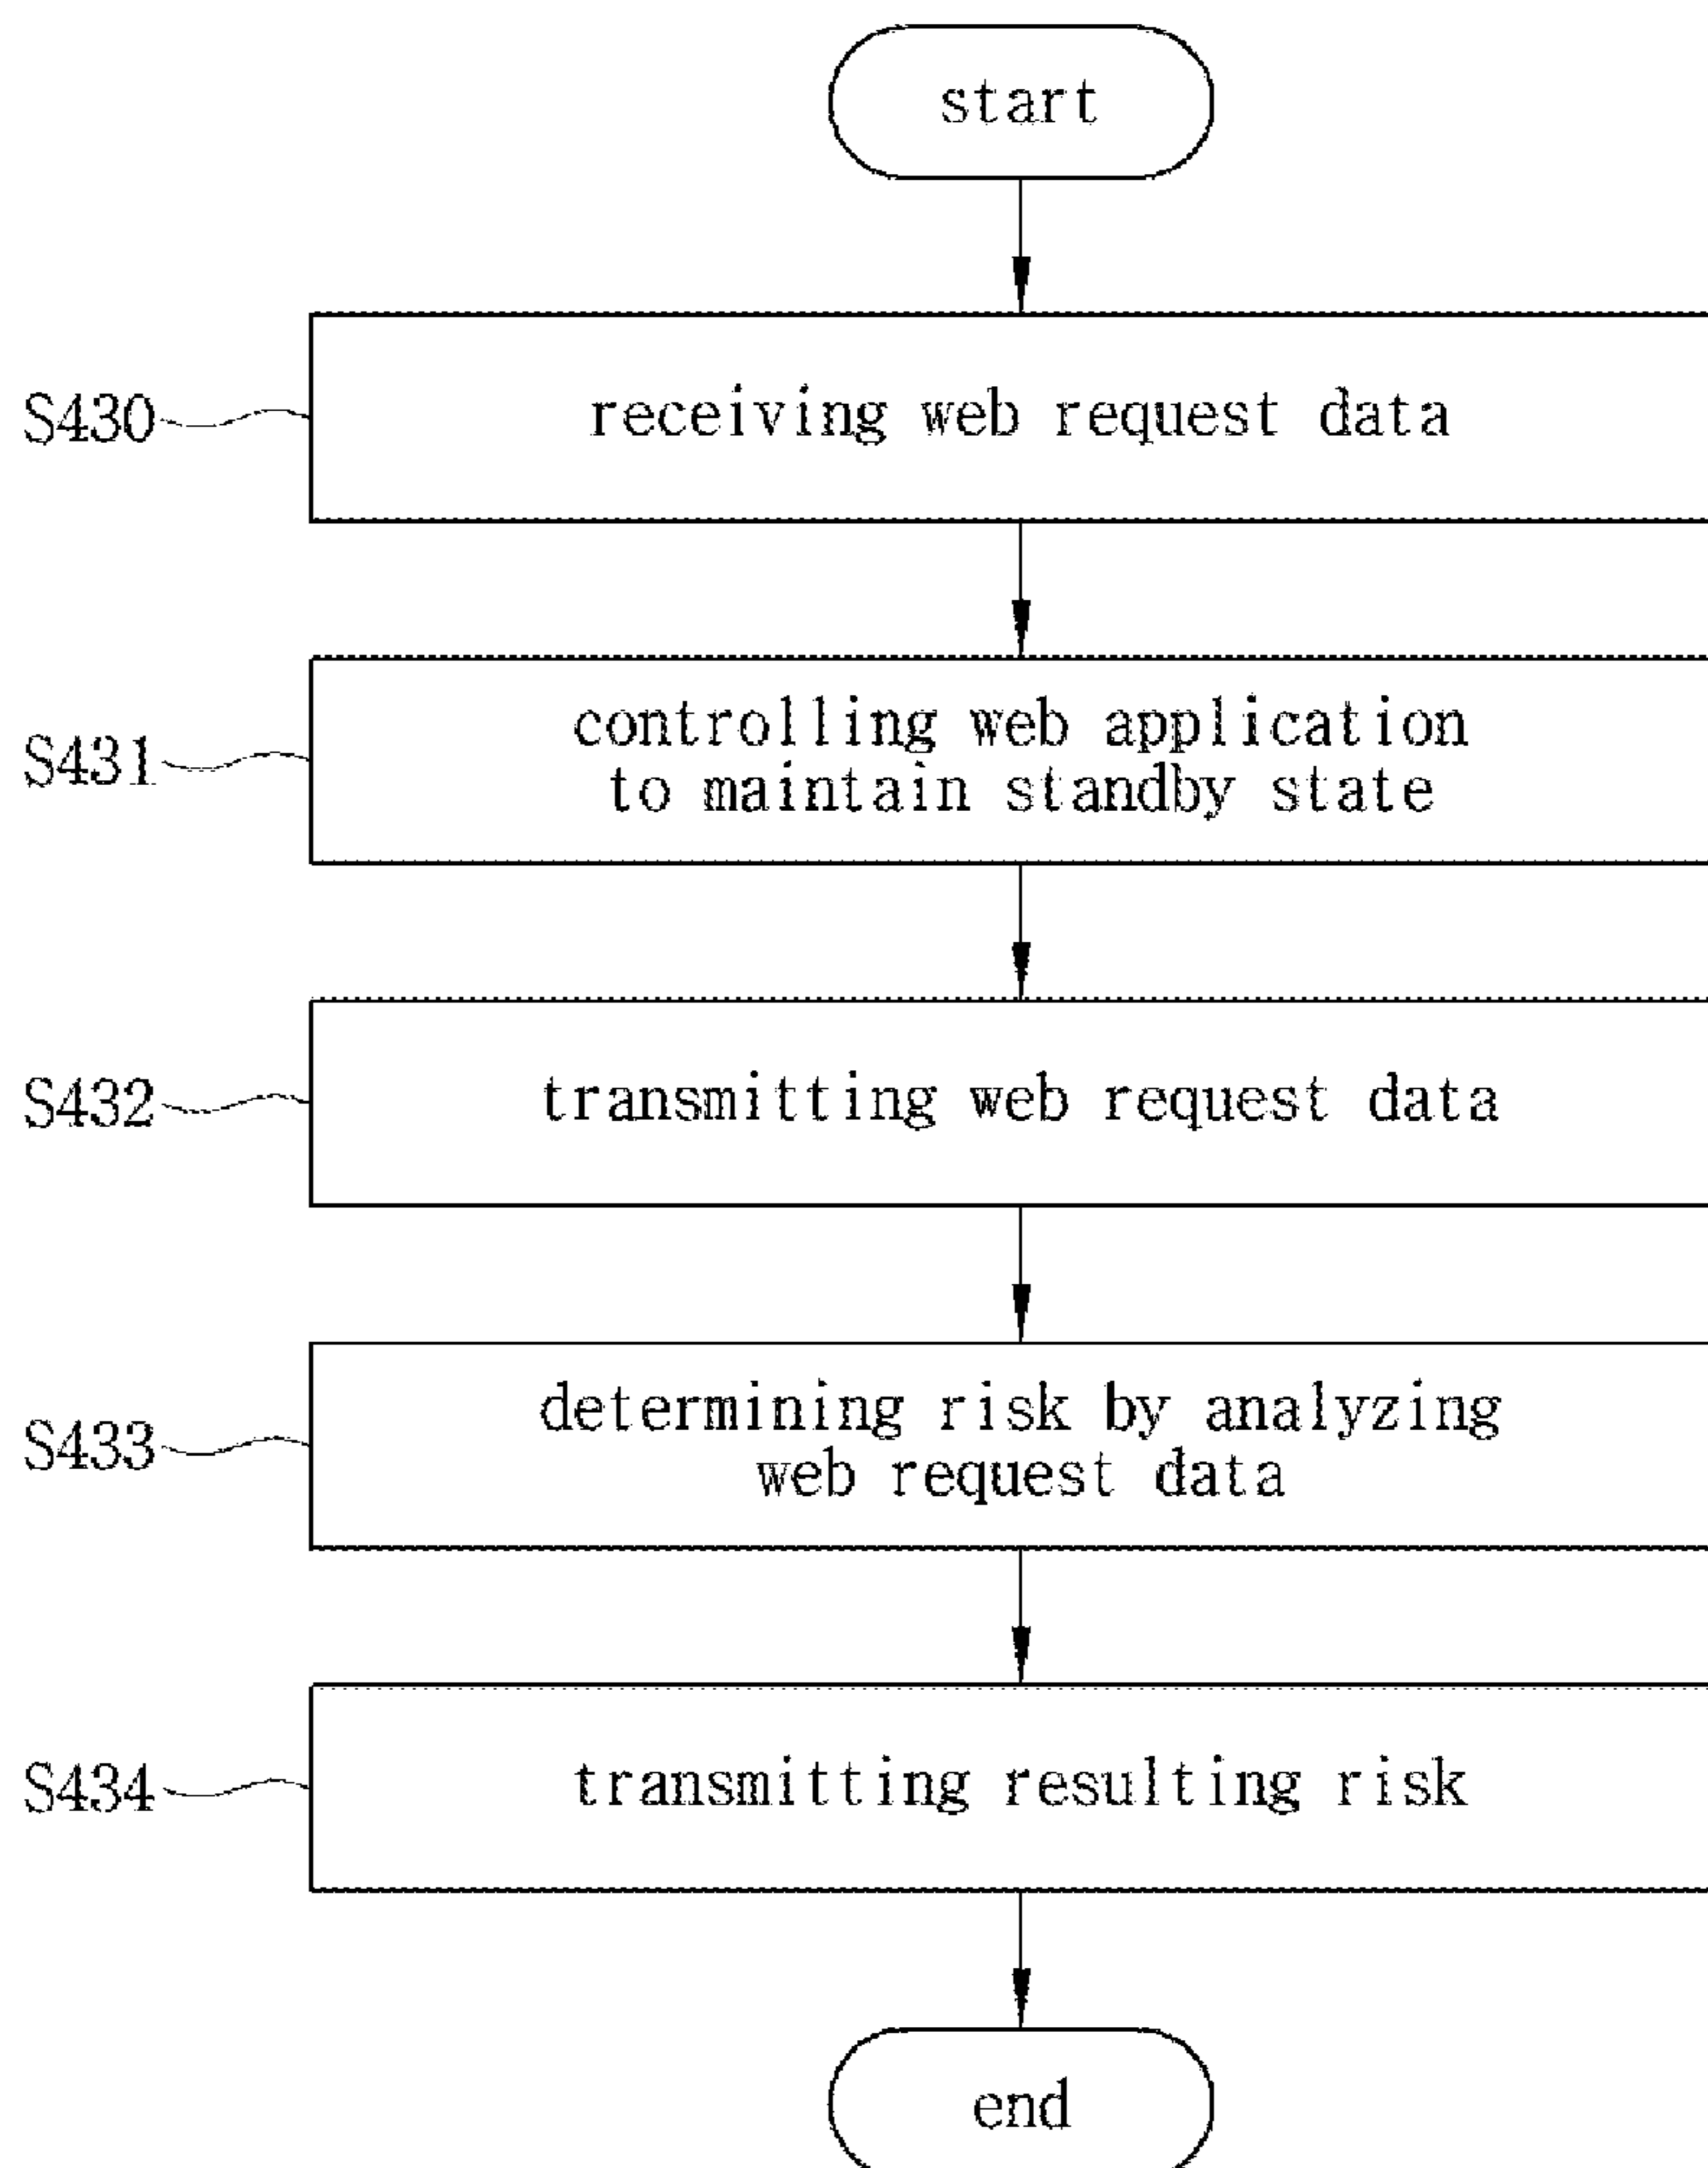 start
S430
receiving web request data
S431
controlling web application
to maintain standby state
S432
transmitting web request data
S433
determining risk by analyzing
web request data
S434
transmitting resulting risk
end